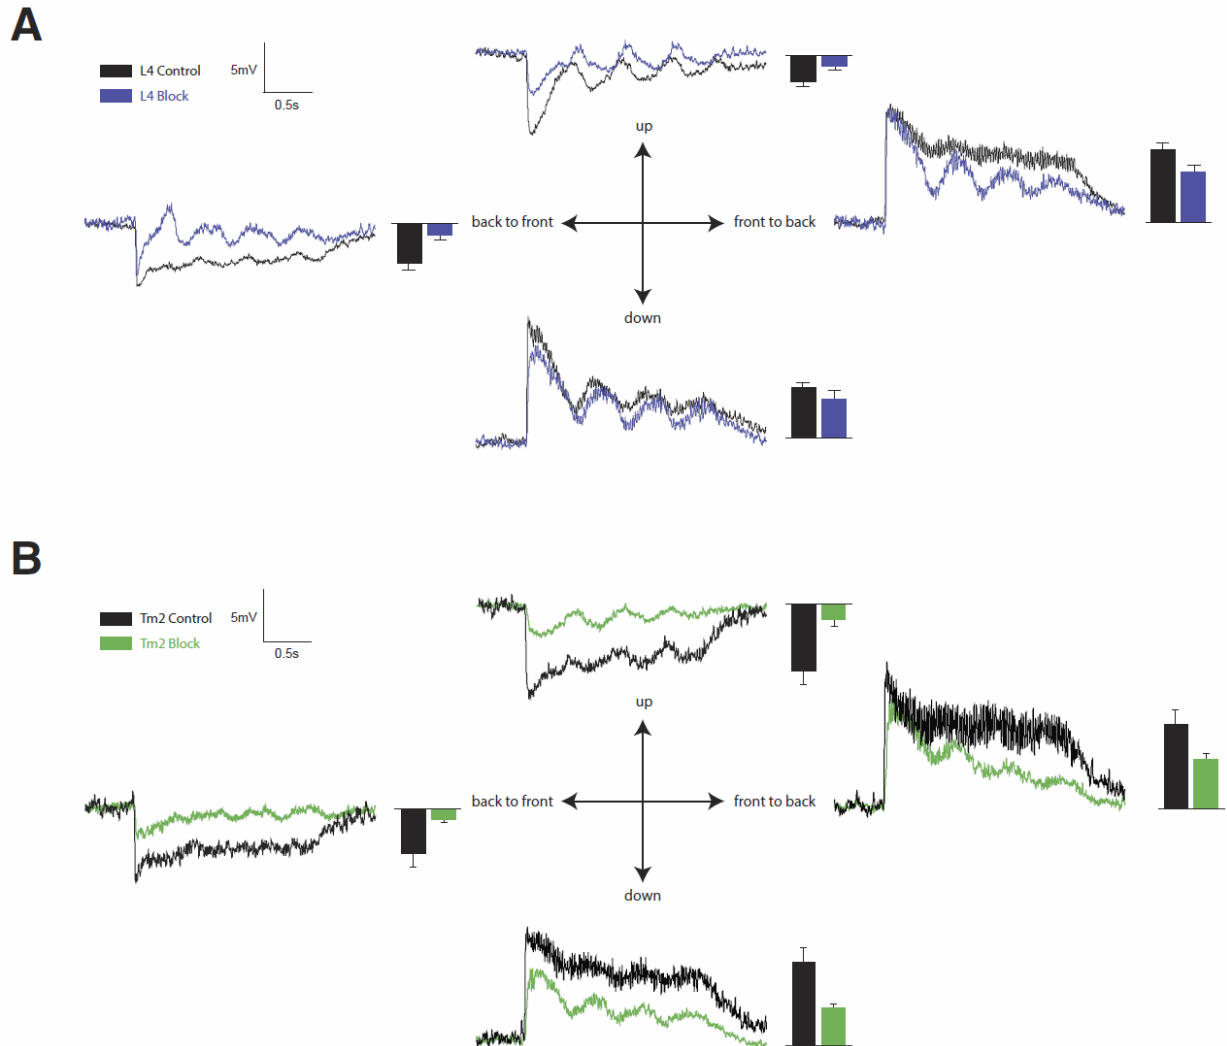 A
L4 Control
L4 Block
5mV
0.5s
up
back to front
front to back
down
B
Tm2 Control
Tm2 Block
5mV
0.5s
up
back to front
front to back
down